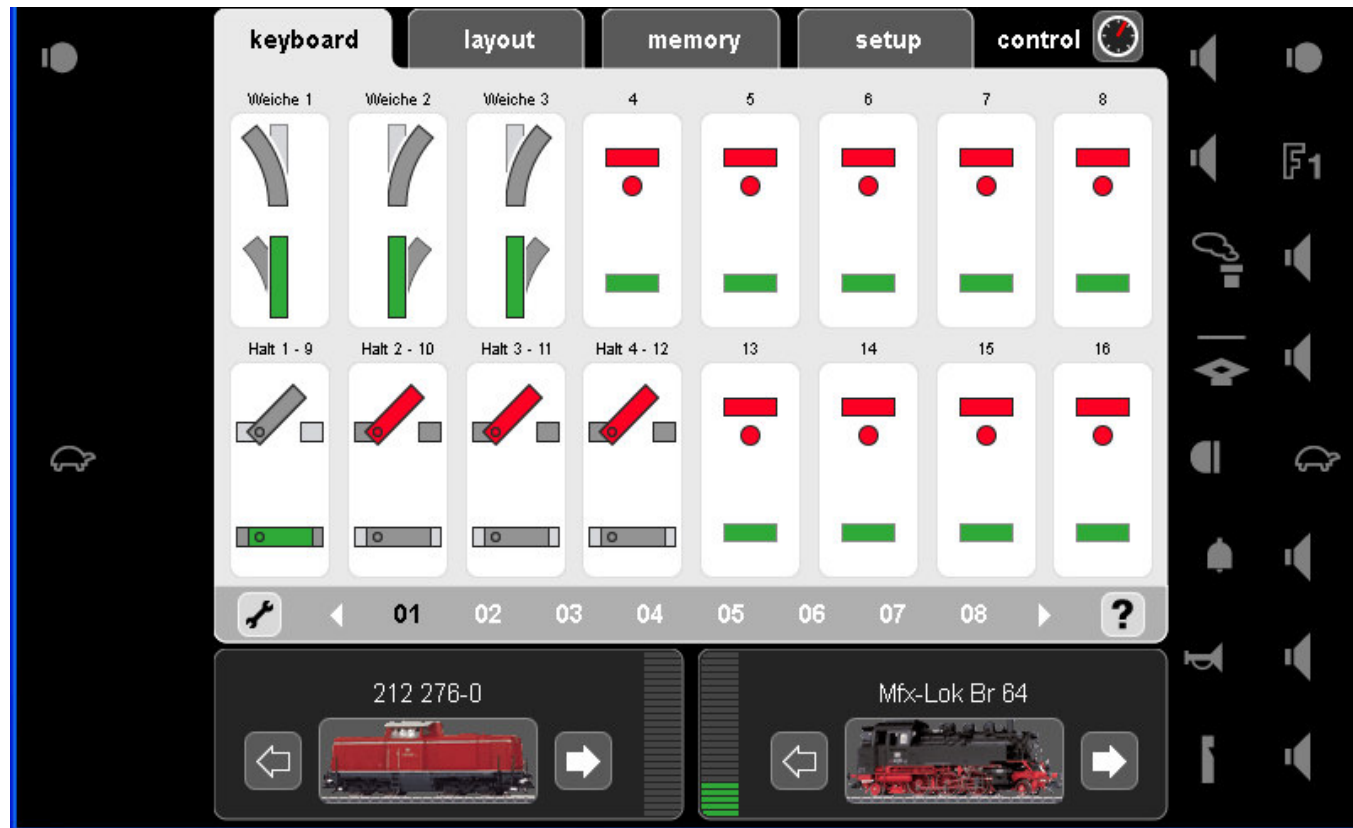 keyboard layout memory setup control
Weiche 1 Weiche 2 Weiche 3 4 5 6 7 8
F1
Halt 1 - 9 Halt 2 - 10 Halt 3 - 11 Halt 4 - 12 13 14 15 16
01 02 03 04 05 06 07 08 ?
212 276-0 Mfx-Lok Br 64